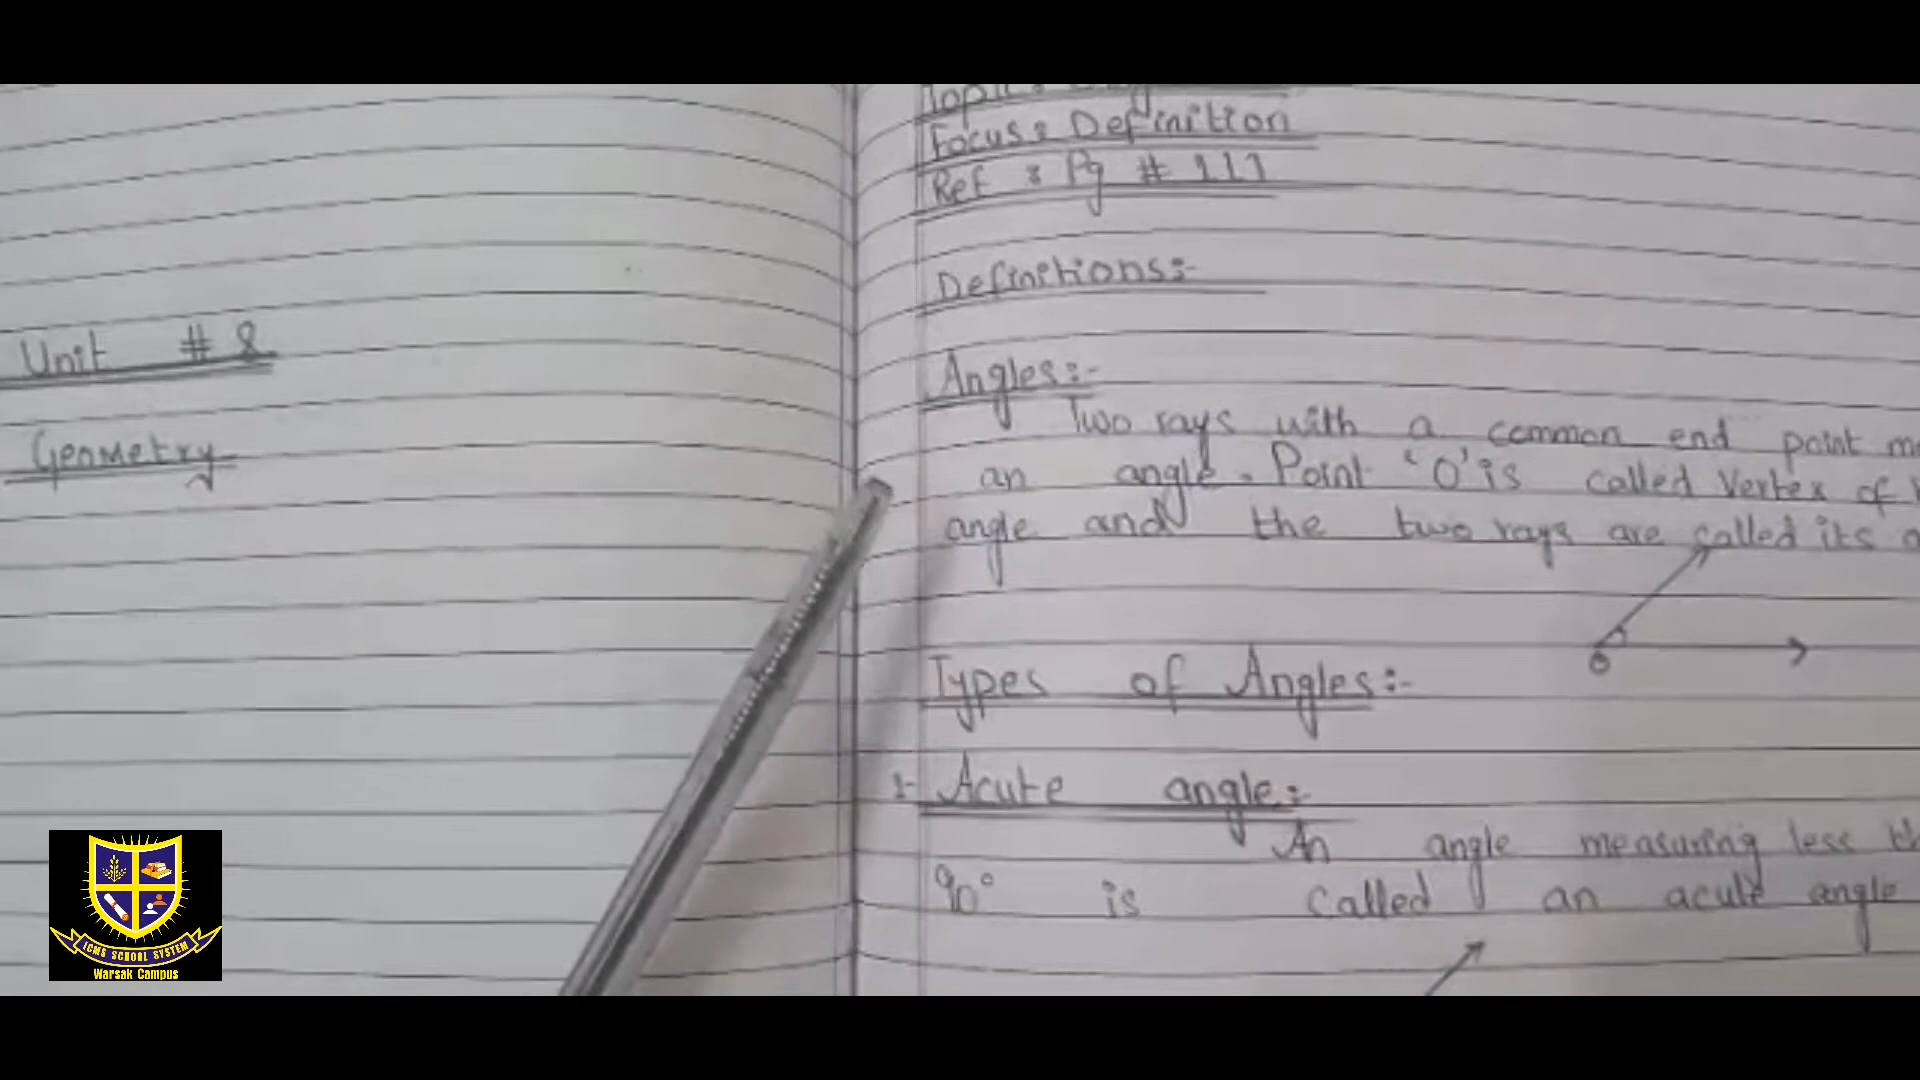 Unit # 8
Geometry
Focus: Definition
Ref : Pg # 111
Definitions:-
Angles:-
Two rays with a common end point
an angle. Point 'O' is called Vertex of
angle and the two rays are called its
O
Types of Angles:-
1- Acute angle:-
An angle measuring less
90° is called an acute angle
ICMS SCHOOL SYSTEM
Warsak Campus